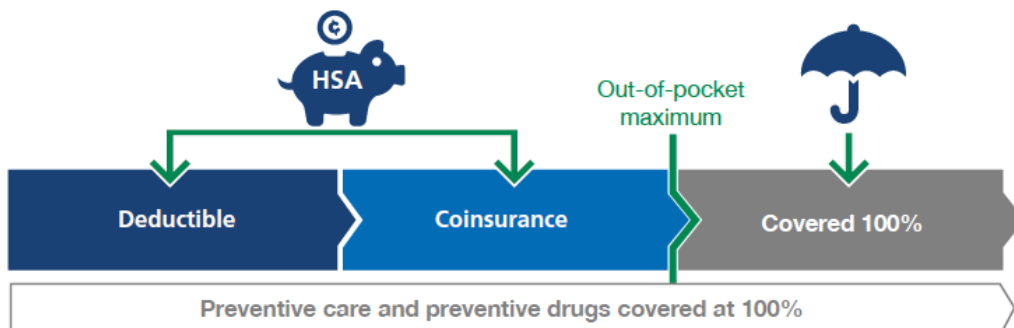 ¢
HSA
Out-of-pocket
maximum
Deductible
Coinsurance
Covered 100%
Preventive care and preventive drugs covered at 100%